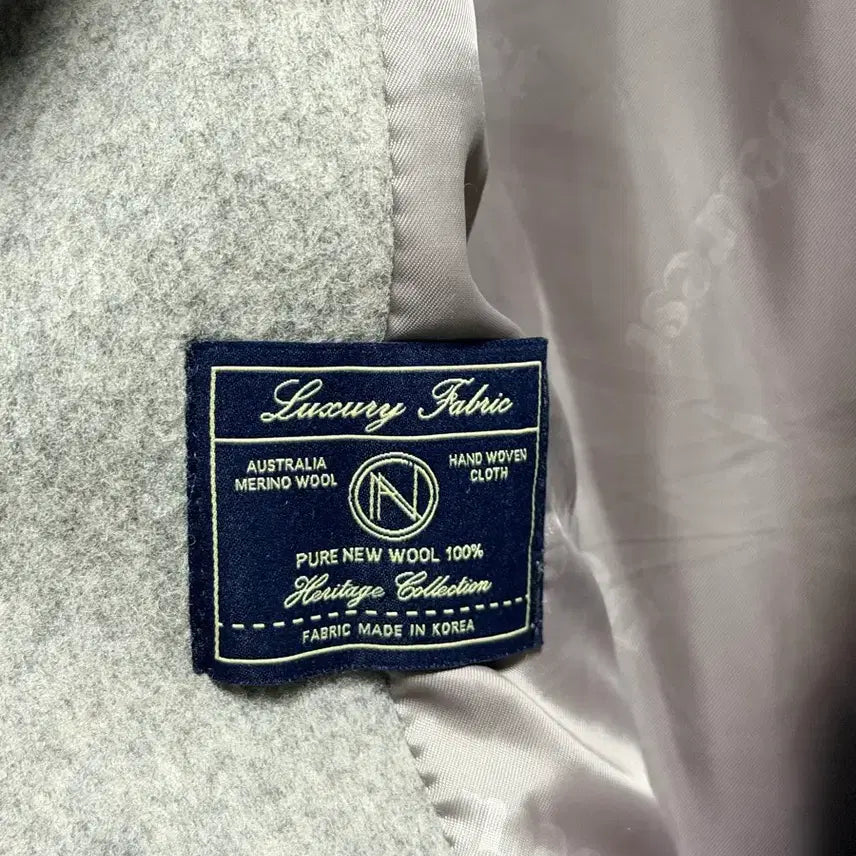 Luxury Fabric
AUSTRALIA
MERINO WOOL
HAND WOVEN
CLOTH
PURE NEW WOOL 100%
Heritage Collection
FABRIC MADE IN KOREA